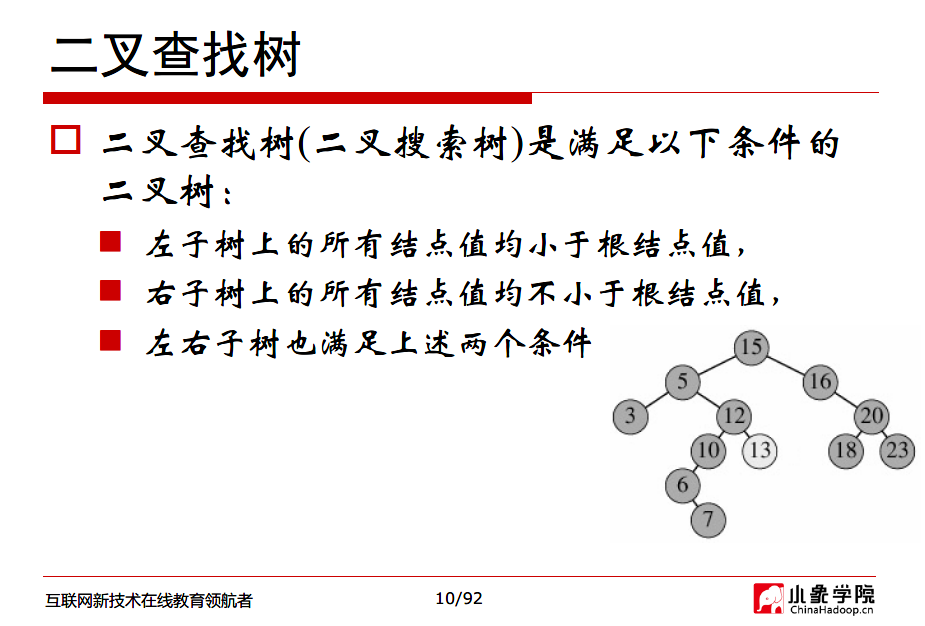 二叉查找树
二叉查找树(二叉搜索树)是满足以下条件的
二叉树：
左子树上的所有结点值均小于根结点值，
右子树上的所有结点值均不小于根结点值，
左右子树也满足上述两个条件
15
5
16
3
12
20
10
13
18
23
6
7
互联网新技术在线教育领航者
10/92
小象学院
ChinaHadoop.cn